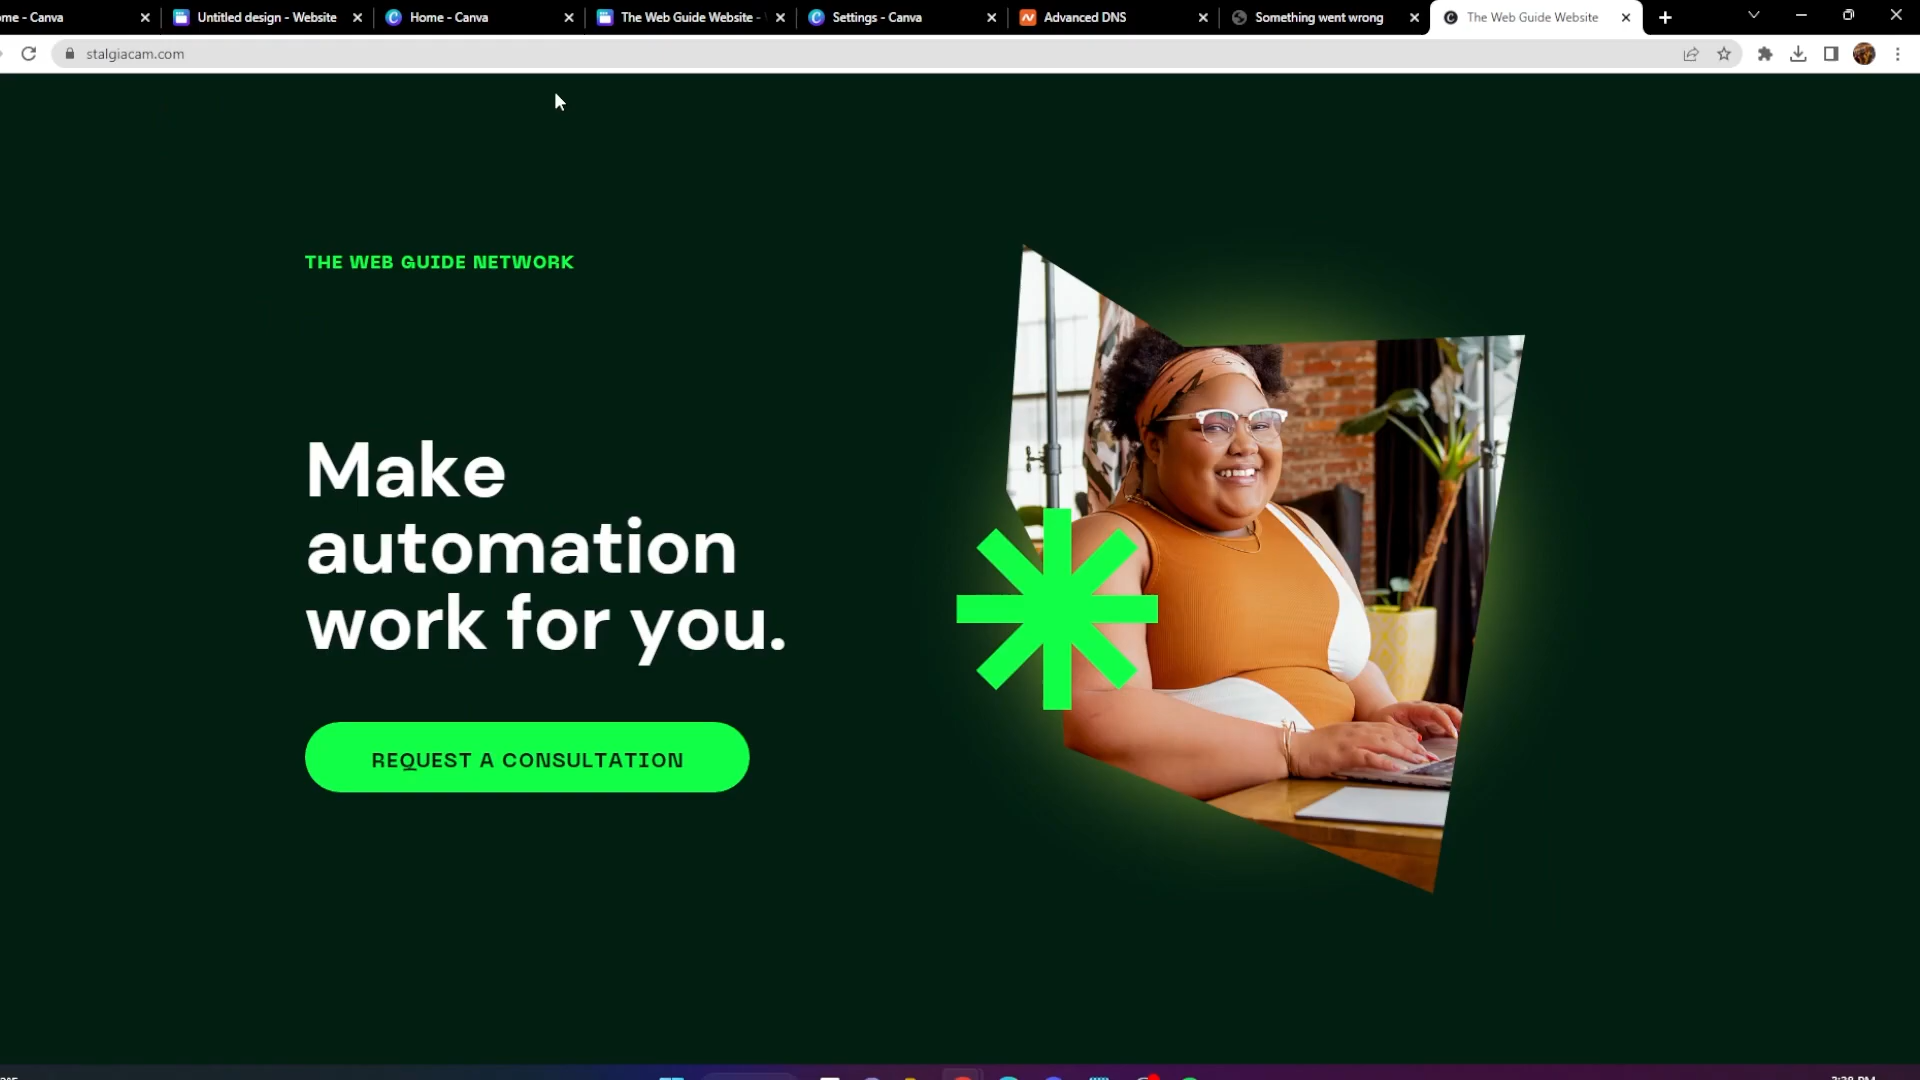 ome - Canva
Untitled design - Website
Home - Canva
The Web Guide Website -
Settings - Canva
Advanced DNS
Something went wrong
The Web Guide Website
stalgiacam.com
THE WEB GUIDE NETWORK
Make
automation
work for you.
REQUEST A CONSULTATION